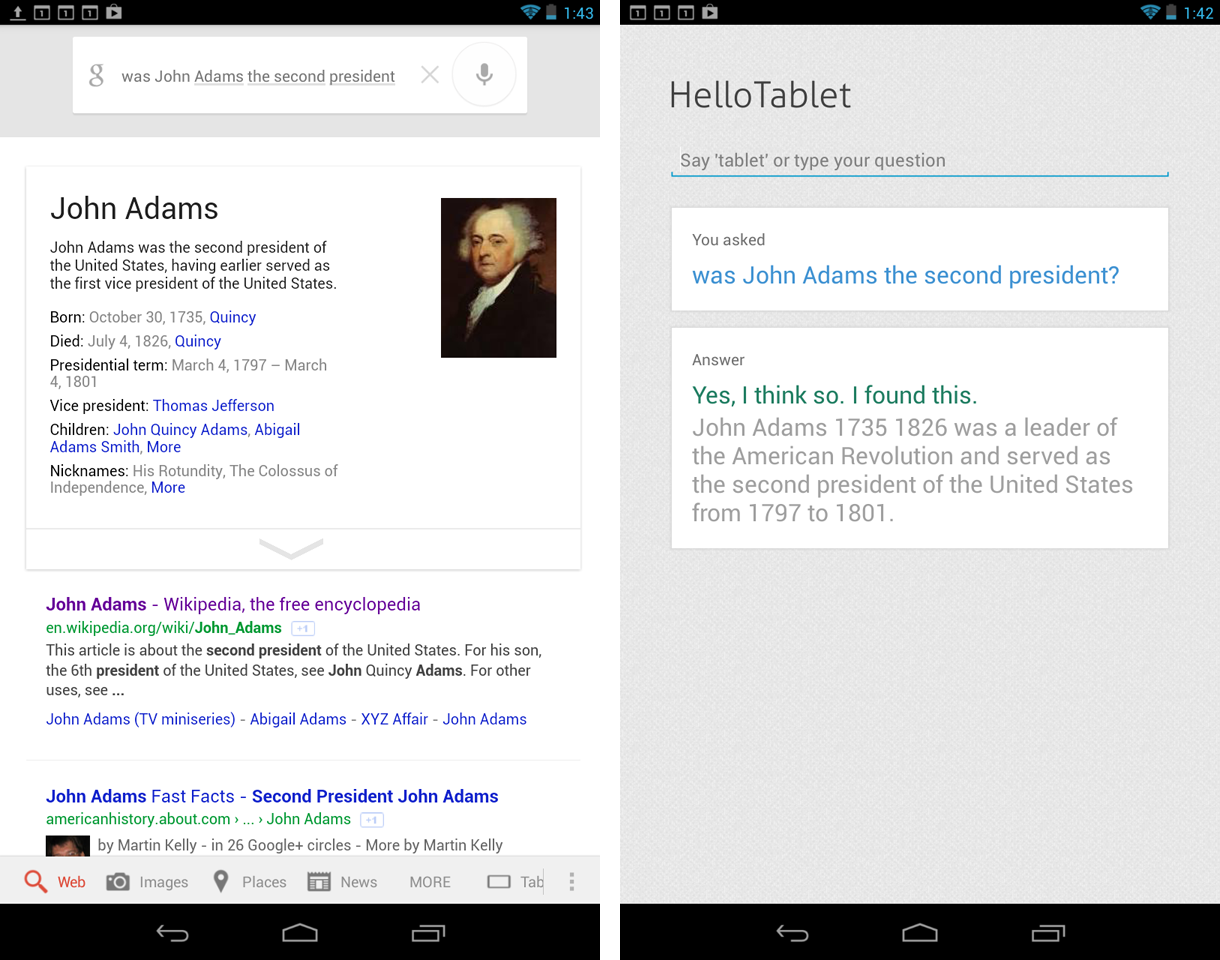 1:43
g was John Adams the second president
John Adams
John Adams was the second president of
the United States, having earlier served as
the first vice president of the United States.
Born: October 30, 1735, Quincy
Died: July 4, 1826, Quincy
Presidential term: March 4, 1797 – March
4, 1801
Vice president: Thomas Jefferson
Children: John Quincy Adams, Abigail
Adams Smith, More
Nicknames: His Rotundity, The Colossus of
Independence, More
John Adams - Wikipedia, the free encyclopedia
en.wikipedia.org/wiki/John_Adams +1
This article is about the second president of the United States. For his son,
the 6th president of the United States, see John Quincy Adams. For other
uses, see ...
John Adams (TV miniseries) - Abigail Adams - XYZ Affair - John Adams
John Adams Fast Facts - Second President John Adams
americanhistory.about.com › ... › John Adams +1
by Martin Kelly - in 26 Google+ circles - More by Martin Kelly
Web Images Places News MORE Tab
1:42
HelloTablet
Say 'tablet' or type your question
You asked
was John Adams the second president?
Answer
Yes, I think so. I found this.
John Adams 1735 1826 was a leader of
the American Revolution and served as
the second president of the United States
from 1797 to 1801.